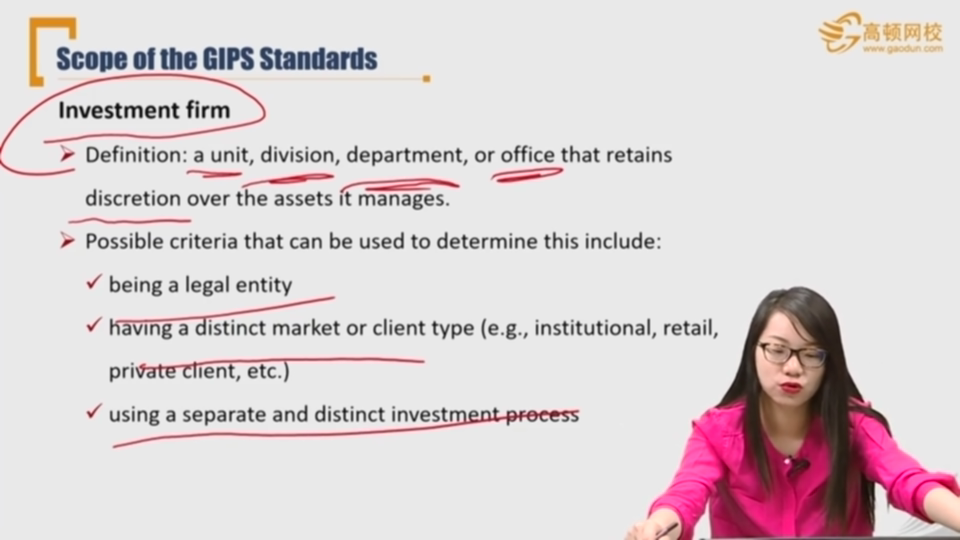 Scope of the GIPS Standards
高顿网校
www.gaodun.com
Investment firm
Definition: a unit, division, department, or office that retains
discretion over the assets it manages.
Possible criteria that can be used to determine this include:
being a legal entity
having a distinct market or client type (e.g., institutional, retail,
private client, etc.)
using a separate and distinct investment process